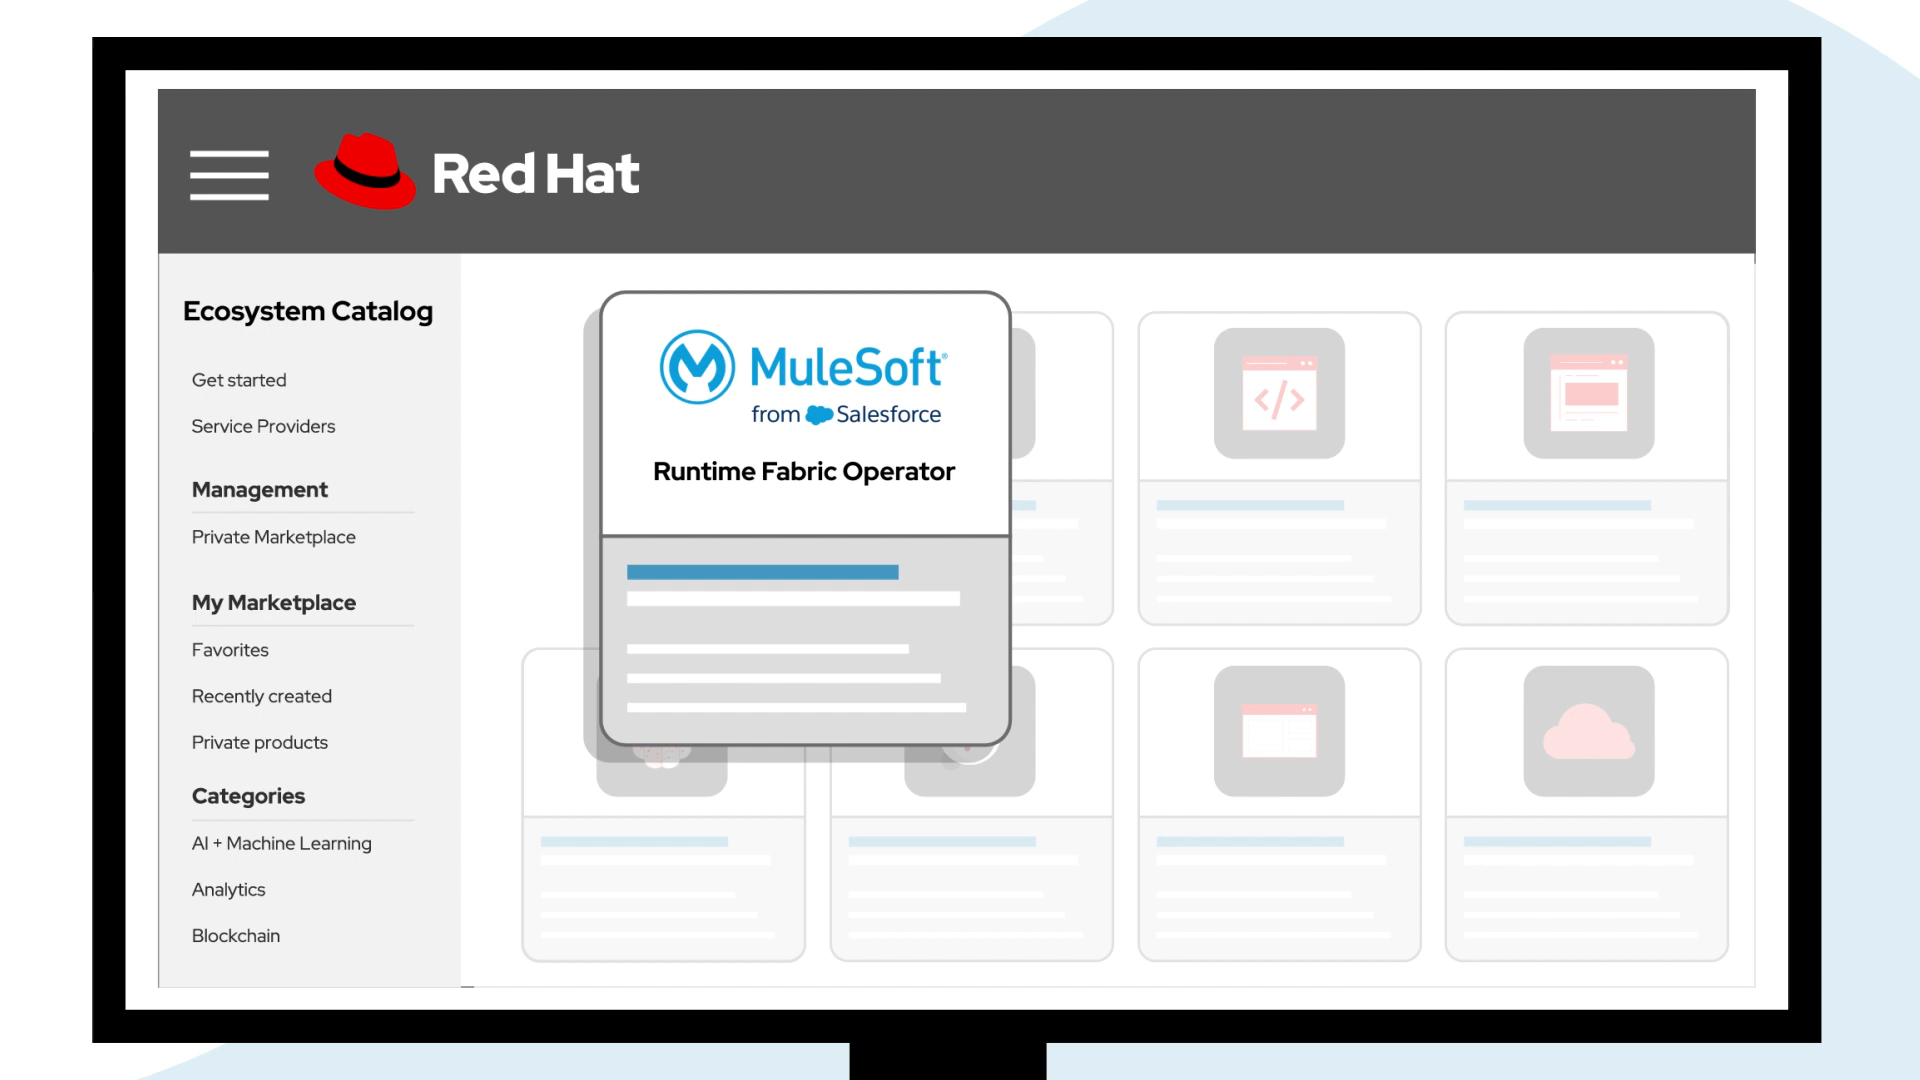 Red Hat
Ecosystem Catalog
Get started
Service Providers
Management
Private Marketplace
My Marketplace
Favorites
Recently created
Private products
Categories
AI + Machine Learning
Analytics
Blockchain
MuleSoft®
from Salesforce
Runtime Fabric Operator